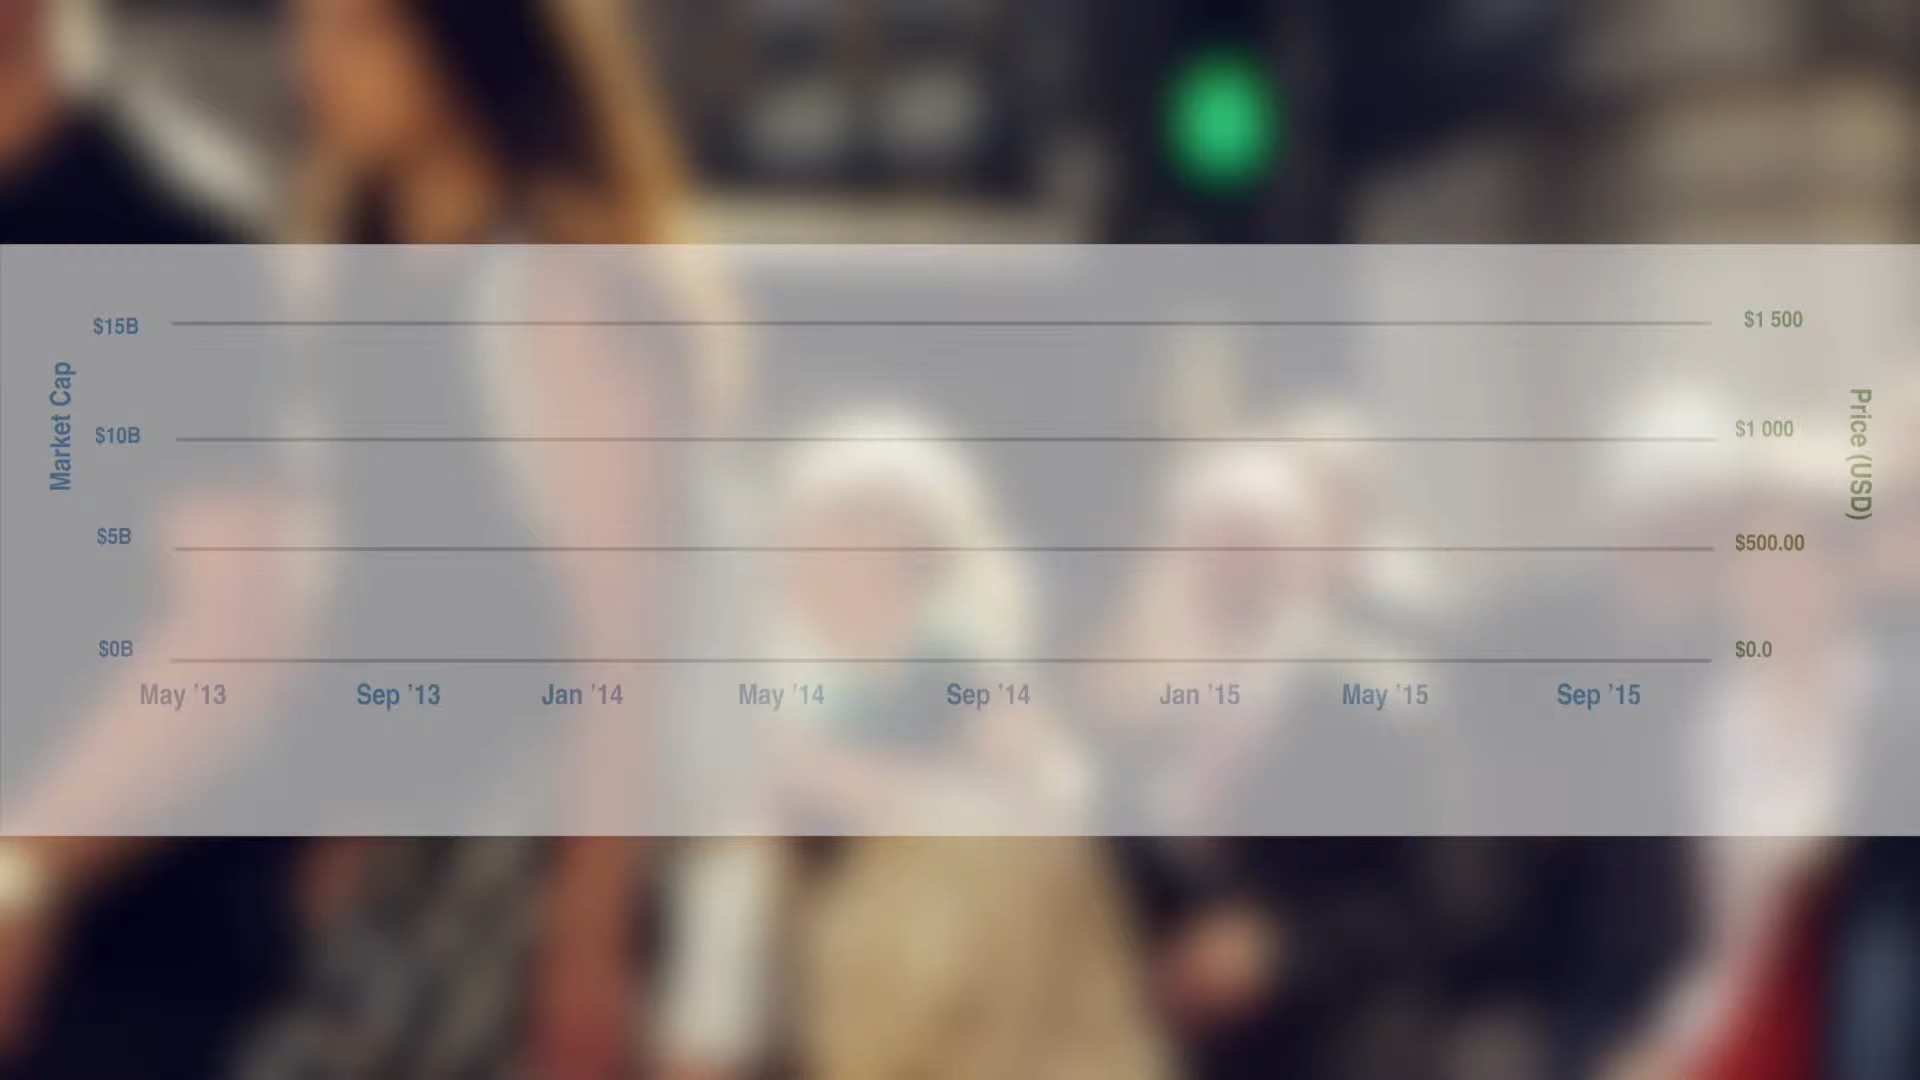 Market Cap
$15B
$10B
$5B
$0B
$1 500
$1 000
$500.00
$0.0
Price (USD)
May ’13
Sep ’13
Jan ’14
May ’14
Sep ’14
Jan ’15
May ’15
Sep ’15